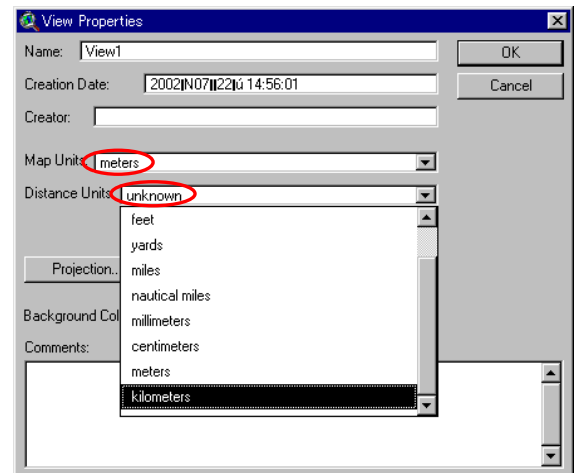 View Properties
Name: View1
OK
Creation Date: 2002 N07 22 ú 14:56:01
Cancel
Creator:
Map Units: meters
Distance Units: unknown
feet
yards
miles
Projection..
nautical miles
Background Col
millimeters
Comments:
centimeters
meters
kilometers